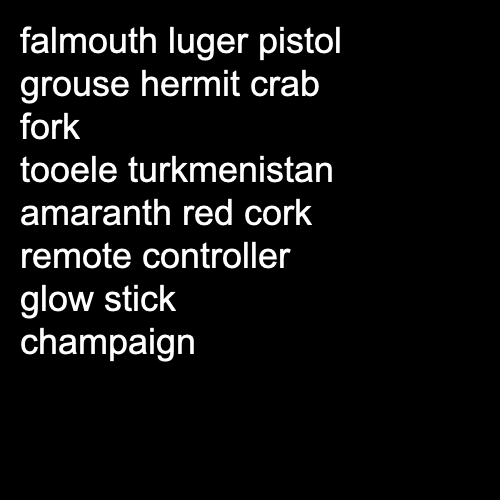 falmouth luger pistol
grouse hermit crab
fork
tooele turkmenistan
amaranth red cork
remote controller
glow stick
champaign